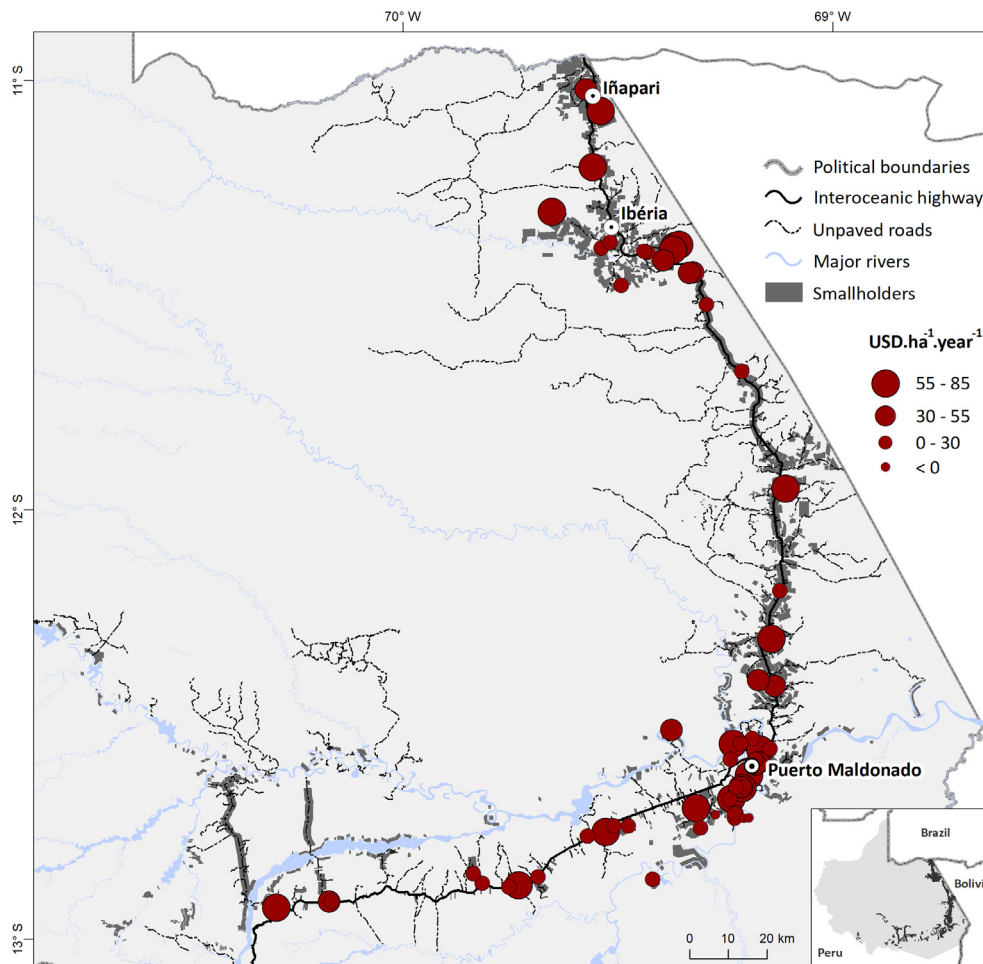 70° W
69° W
11° S
12° S
13° S
Iñapari
Ibéria
Puerto Maldonado
Political boundaries
Interoceanic highway
Unpaved roads
Major rivers
Smallholders
USD.ha⁻¹.year⁻¹
55 - 85
30 - 55
0 - 30
< 0
0 10 20 km
Brazil
Bolivi
Peru